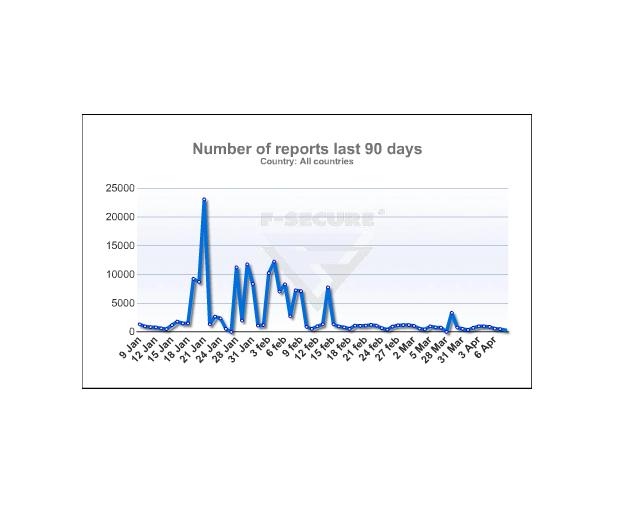 Number of reports last 90 days
Country: All countries
25000
20000
15000
10000
5000
0
F-SECURE®
9 Jan
12 Jan
15 Jan
18 Jan
21 Jan
24 Jan
28 Jan
31 Jan
3 feb
6 feb
9 feb
12 feb
15 feb
18 feb
21 feb
24 feb
27 feb
2 Mar
5 Mar
28 Mar
31 Mar
3 Apr
6 Apr